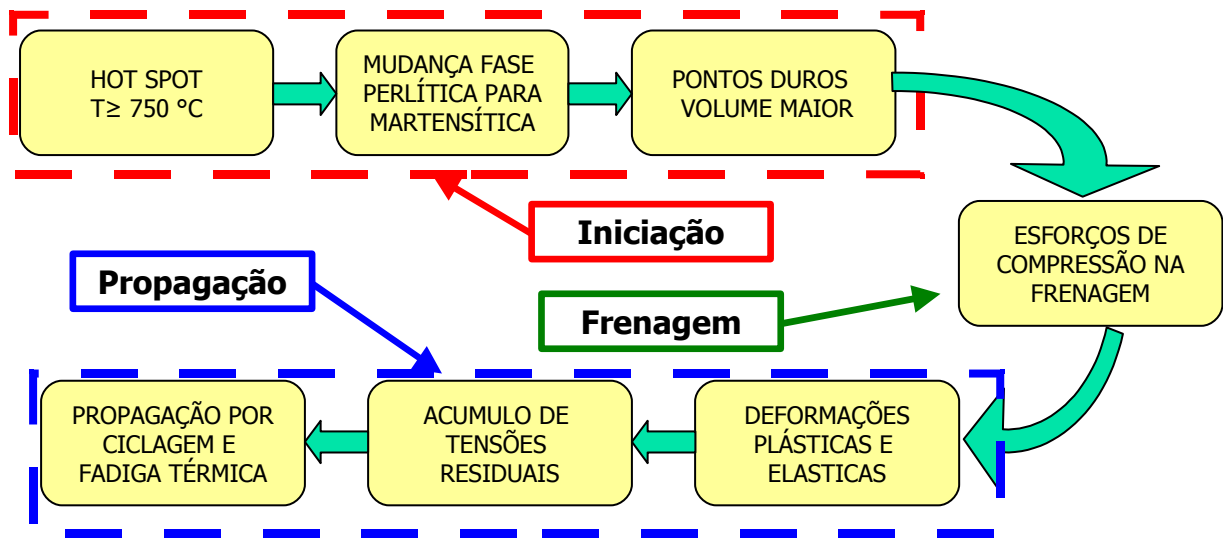 HOT SPOT
T≥ 750 °C
MUDANÇA FASE
PERLÍTICA PARA
MARTENSÍTICA
PONTOS DUROS
VOLUME MAIOR
Iniciação
ESFORÇOS DE
COMPRESSÃO NA
FRENAGEM
Propagação
Frenagem
DEFORMAÇÕES
PLÁSTICAS E
ELASTICAS
ACUMULO DE
TENSÕES
RESIDUAIS
PROPAGAÇÃO POR
CICLAGEM E
FADIGA TÉRMICA